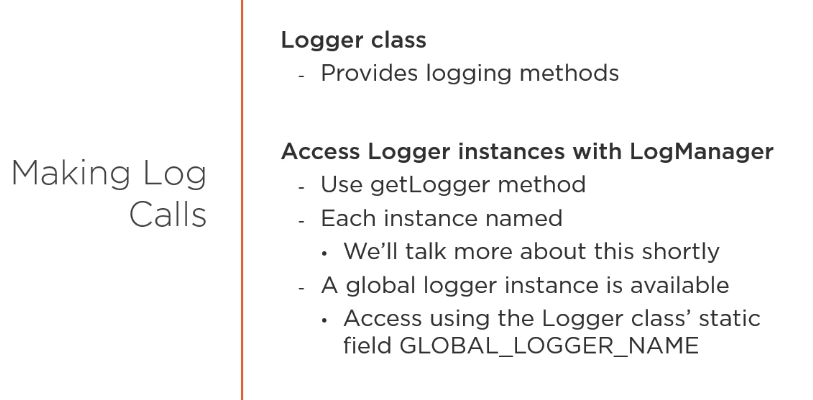 Making Log
Calls
Logger class
- Provides logging methods
Access Logger instances with LogManager
- Use getLogger method
- Each instance named
• We’ll talk more about this shortly
- A global logger instance is available
• Access using the Logger class’ static
field GLOBAL_LOGGER_NAME